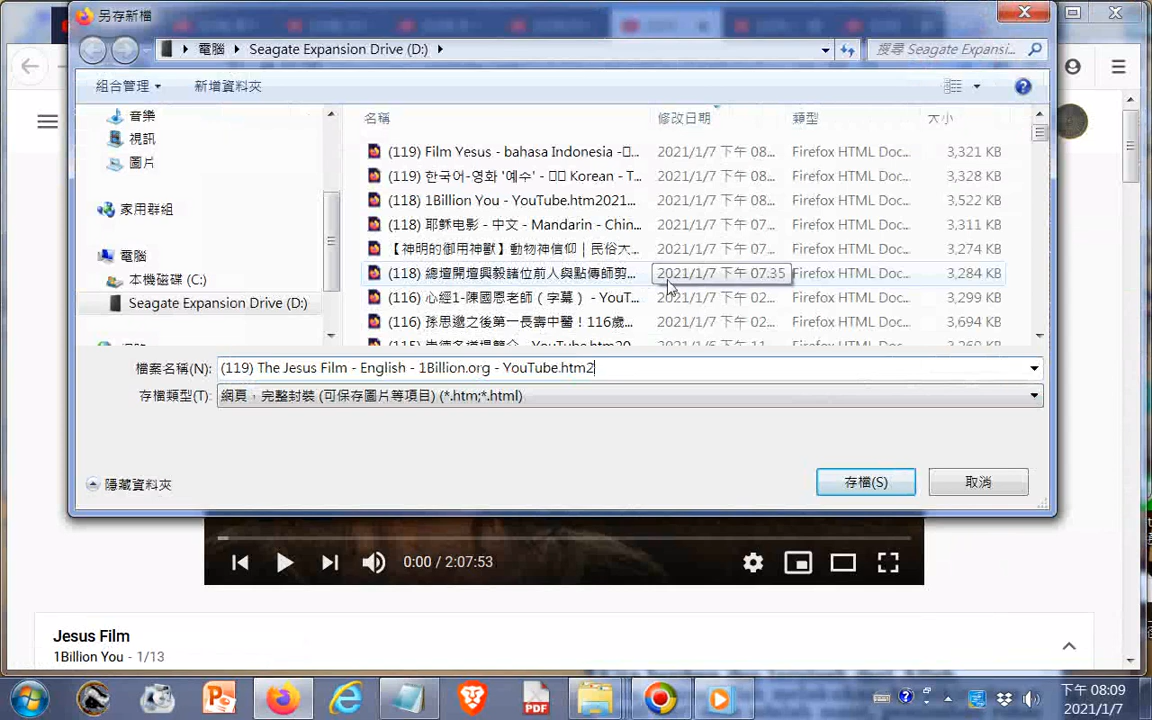 另存新檔
電腦 Seagate Expansion Drive (D:)
搜尋 Seagate Expansi...
組合管理
新增資料夾
音樂
視訊
圖片
家用群組
電腦
本機磁碟 (C:)
Seagate Expansion Drive (D:)
名稱 修改日期 類型 大小
(119) Film Yesus - bahasa Indonesia -... 2021/1/7 下午 08... Firefox HTML Doc... 3,321 KB
(119) 한국어-영화 '예수' - Korean - T... 2021/1/7 下午 08... Firefox HTML Doc... 3,328 KB
(118) 1Billion You - YouTube.htm2021... 2021/1/7 下午 08... Firefox HTML Doc... 3,522 KB
(118) 耶稣电影 - 中文 - Mandarin - Chin... 2021/1/7 下午 07... Firefox HTML Doc... 3,311 KB
【神明的御用神獸】動物神信仰 | 民俗大... 2021/1/7 下午 07... Firefox HTML Doc... 3,274 KB
(118) 總壇開壇興毅諸位前人與點傳師剪... 2021/1/7 下午 07:35 Firefox HTML Doc... 3,284 KB
(116) 心經1-陳國恩老師（字幕） - YouT... 2021/1/7 下午 02... Firefox HTML Doc... 3,299 KB
(116) 孫思邈之後第一長壽中醫！116歲... 2021/1/7 下午 02... Firefox HTML Doc... 3,694 KB
檔案名稱(N): (119) The Jesus Film - English - 1Billion.org - YouTube.htm2
存檔類型(T): 網頁，完整封裝 (可保存圖片等項目) (*.htm;*.html)
隱藏資料夾
存檔(S)
取消
0:00 / 2:07:53
Jesus Film
1Billion You - 1/13
PDF
下午 08:09
2021/1/7